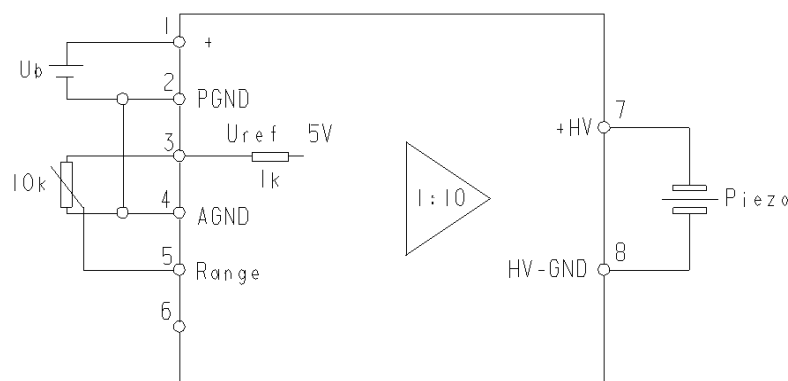 1
+
Ub
2
PGND
3
Uref 5V
7
+HV
10k
1k
1:10
4
AGND
Piezo
5
Range
8
HV-GND
6